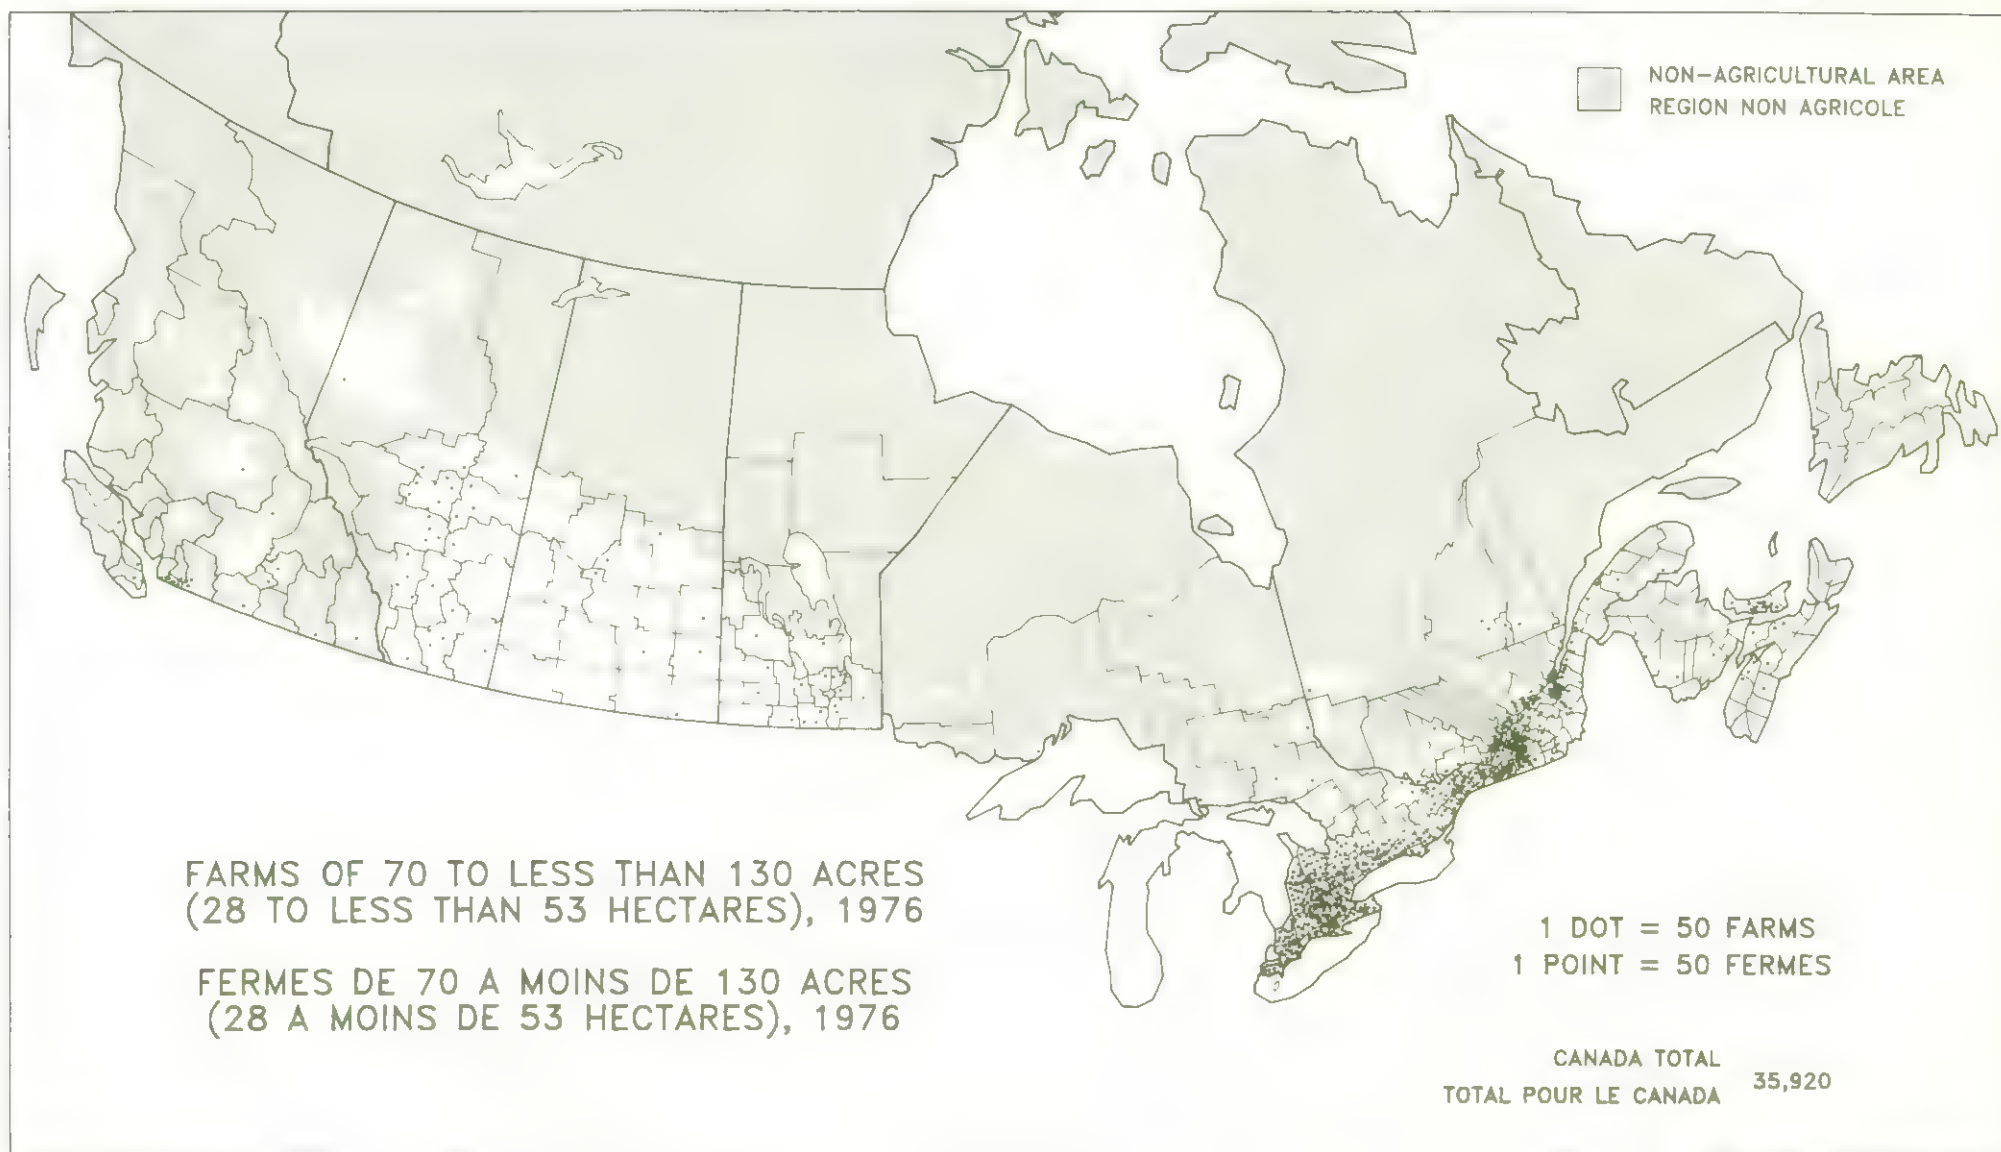 NON-AGRICULTURAL AREA
REGION NON AGRICOLE
FARMS OF 70 TO LESS THAN 130 ACRES
(28 TO LESS THAN 53 HECTARES), 1976
FERMES DE 70 A MOINS DE 130 ACRES
(28 A MOINS DE 53 HECTARES), 1976
1 DOT = 50 FARMS
1 POINT = 50 FERMES
CANADA TOTAL
TOTAL POUR LE CANADA 35,920